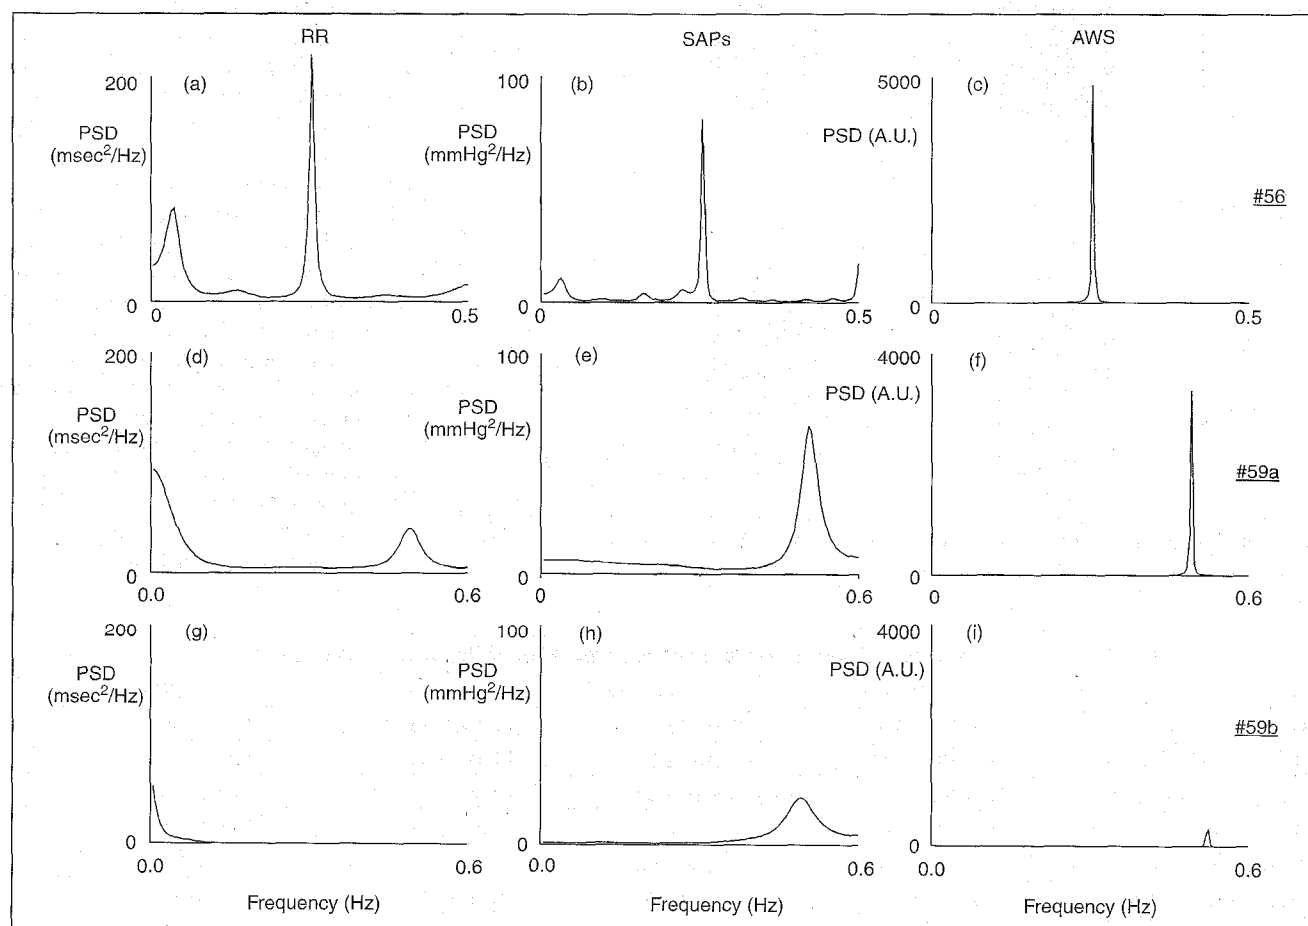 RR
SAPs
AWS
200
(a)
PSD
(msec²/Hz)
0
0
0.5
100
(b)
PSD
(mmHg²/Hz)
0
0
0.5
5000
(c)
PSD (A.U.)
0
0
0.5
#56
200
(d)
PSD
(msec²/Hz)
0
0.0
0.6
100
(e)
PSD
(mmHg²/Hz)
0
0
0.6
4000
(f)
PSD (A.U.)
0
0
0.6
#59a
200
(g)
PSD
(msec²/Hz)
0
0.0
0.6
100
(h)
PSD
(mmHg²/Hz)
0
0
0.6
4000
(i)
PSD (A.U.)
0
0.0
0.6
#59b
Frequency (Hz)
Frequency (Hz)
Frequency (Hz)